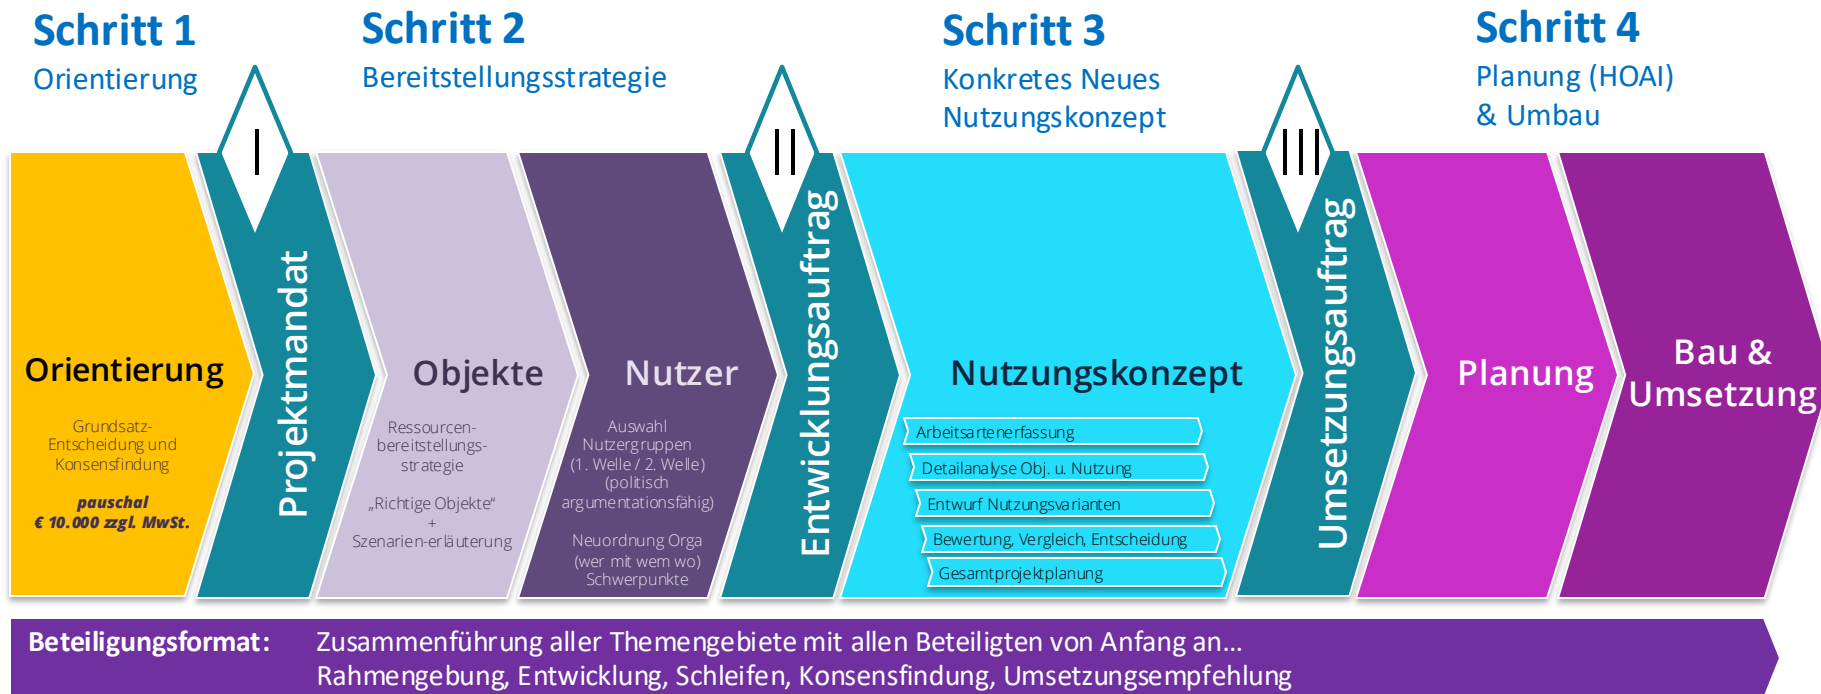 Schritt 1
Orientierung
Schritt 2
Bereitstellungsstrategie
Schritt 3
Konkretes Neues
Nutzungskonzept
Schritt 4
Planung (HOAI)
& Umbau
Orientierung
Grundsatz-
Entscheidung und
Konsensfindung
pauschal
€ 10.000 zzgl. MwSt.
I
Projektmandat
Objekte
Ressourcen-
bereitstellungs-
strategie
„Richtige Objekte“
+
Szenarien-erläuterung
Nutzer
Auswahl
Nutzergruppen
(1. Welle / 2. Welle)
(politisch
argumentationsfähig)
Neuordnung Orga
(wer mit wem wo)
Schwerpunkte
II
Entwicklungsauftrag
Nutzungskonzept
Arbeitsartenerfassung
Detailanalyse Obj. u. Nutzung
Entwurf Nutzungsvarianten
Bewertung, Vergleich, Entscheidung
Gesamtprojektplanung
III
Umsetzungsauftrag
Planung
Bau &
Umsetzung
Beteiligungsformat: Zusammenführung aller Themengebiete mit allen Beteiligten von Anfang an...
Rahmengebung, Entwicklung, Schleifen, Konsensfindung, Umsetzungsempfehlung